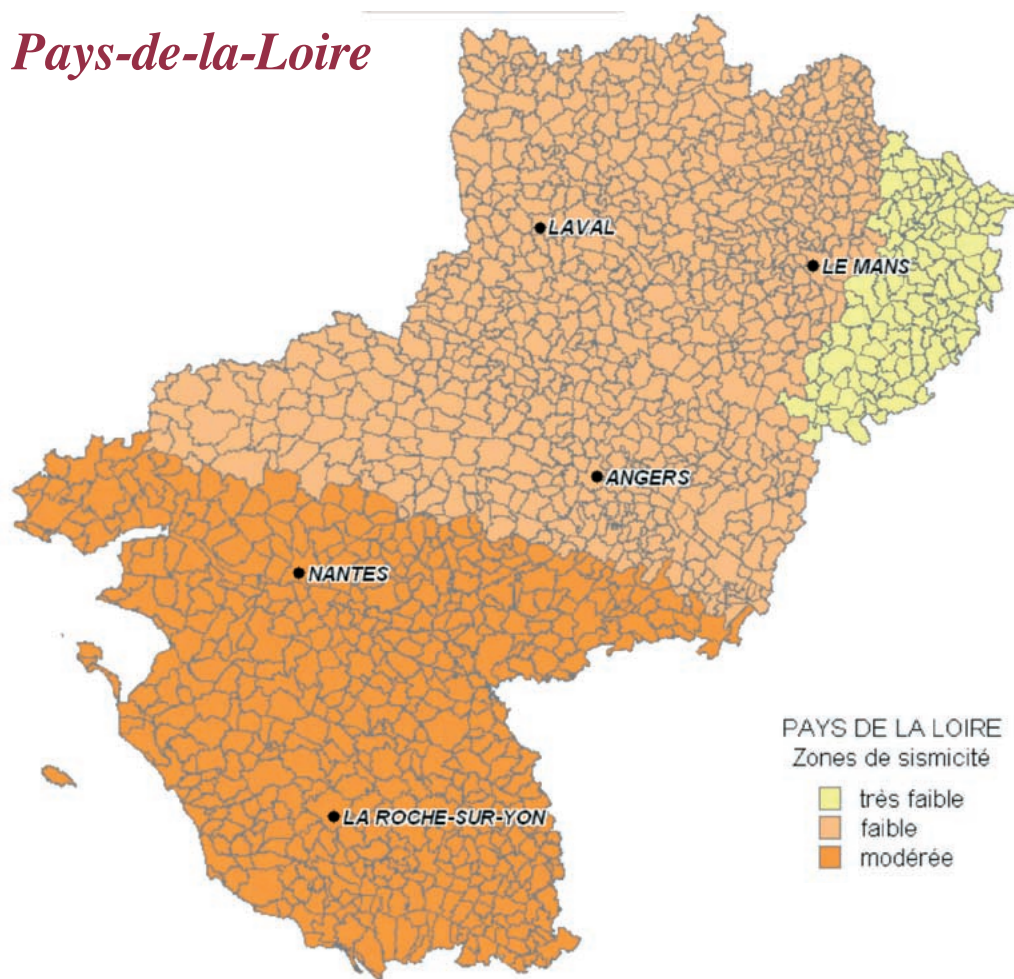 Pays-de-la-Loire
LAVAL
LE MANS
ANGERS
NANTES
LA ROCHE-SUR-YON
PAYS DE LA LOIRE
Zones de sismicité
très faible
faible
modérée